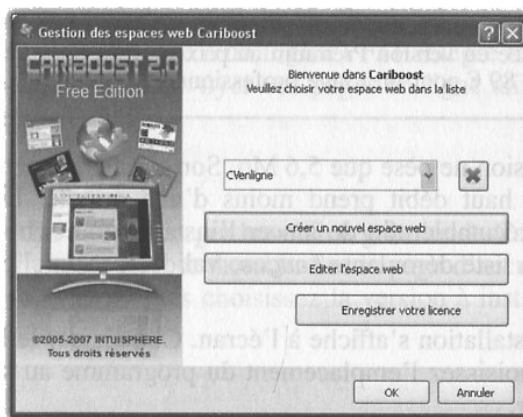 Gestion des espaces web Cariboost
CARIBOOST 2.0
Free Edition
Bienvenue dans Cariboost
Veuillez choisir votre espace web dans la liste
CVenligne
Créer un nouvel espace web
Editer l'espace web
Enregistrer votre licence
©2005-2007 INTUISPHERE.
Tous droits réservés
OK
Annuler